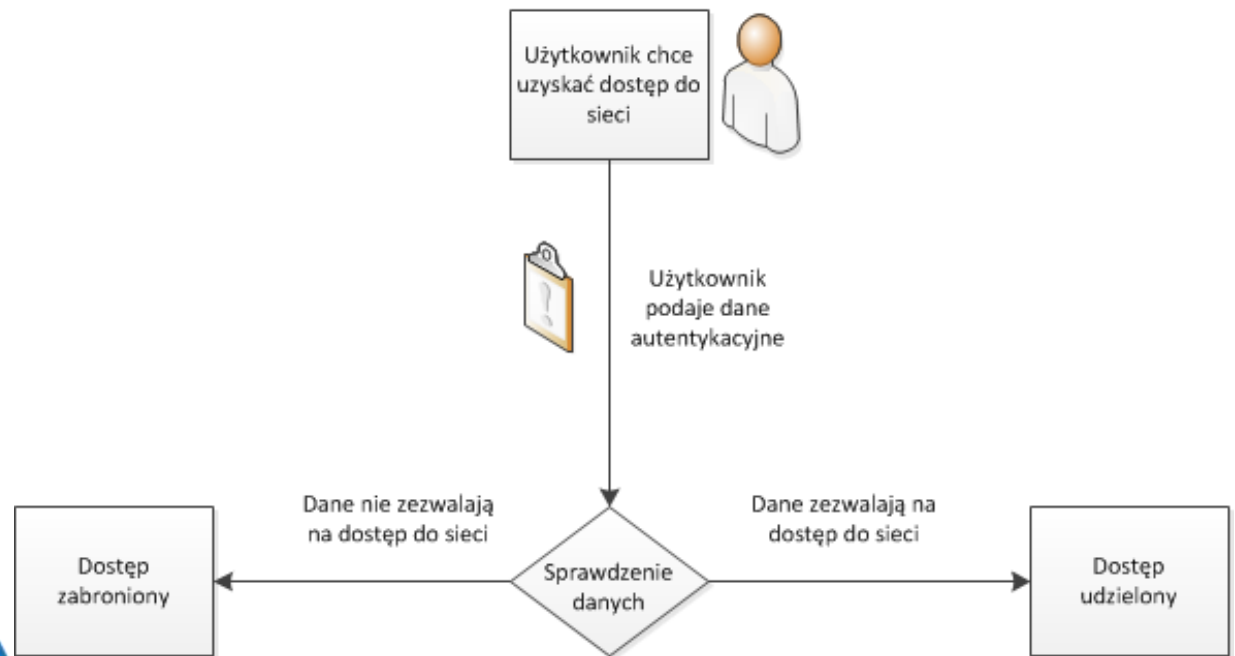 Użytkownik chce
uzyskać dostęp do
sieci
Użytkownik
podaje dane
autentykacyjne
Dane nie zezwalają
na dostęp do sieci
Dane zezwalają na
dostęp do sieci
Dostęp
zabroniony
Sprawdzenie
danych
Dostęp
udzielony